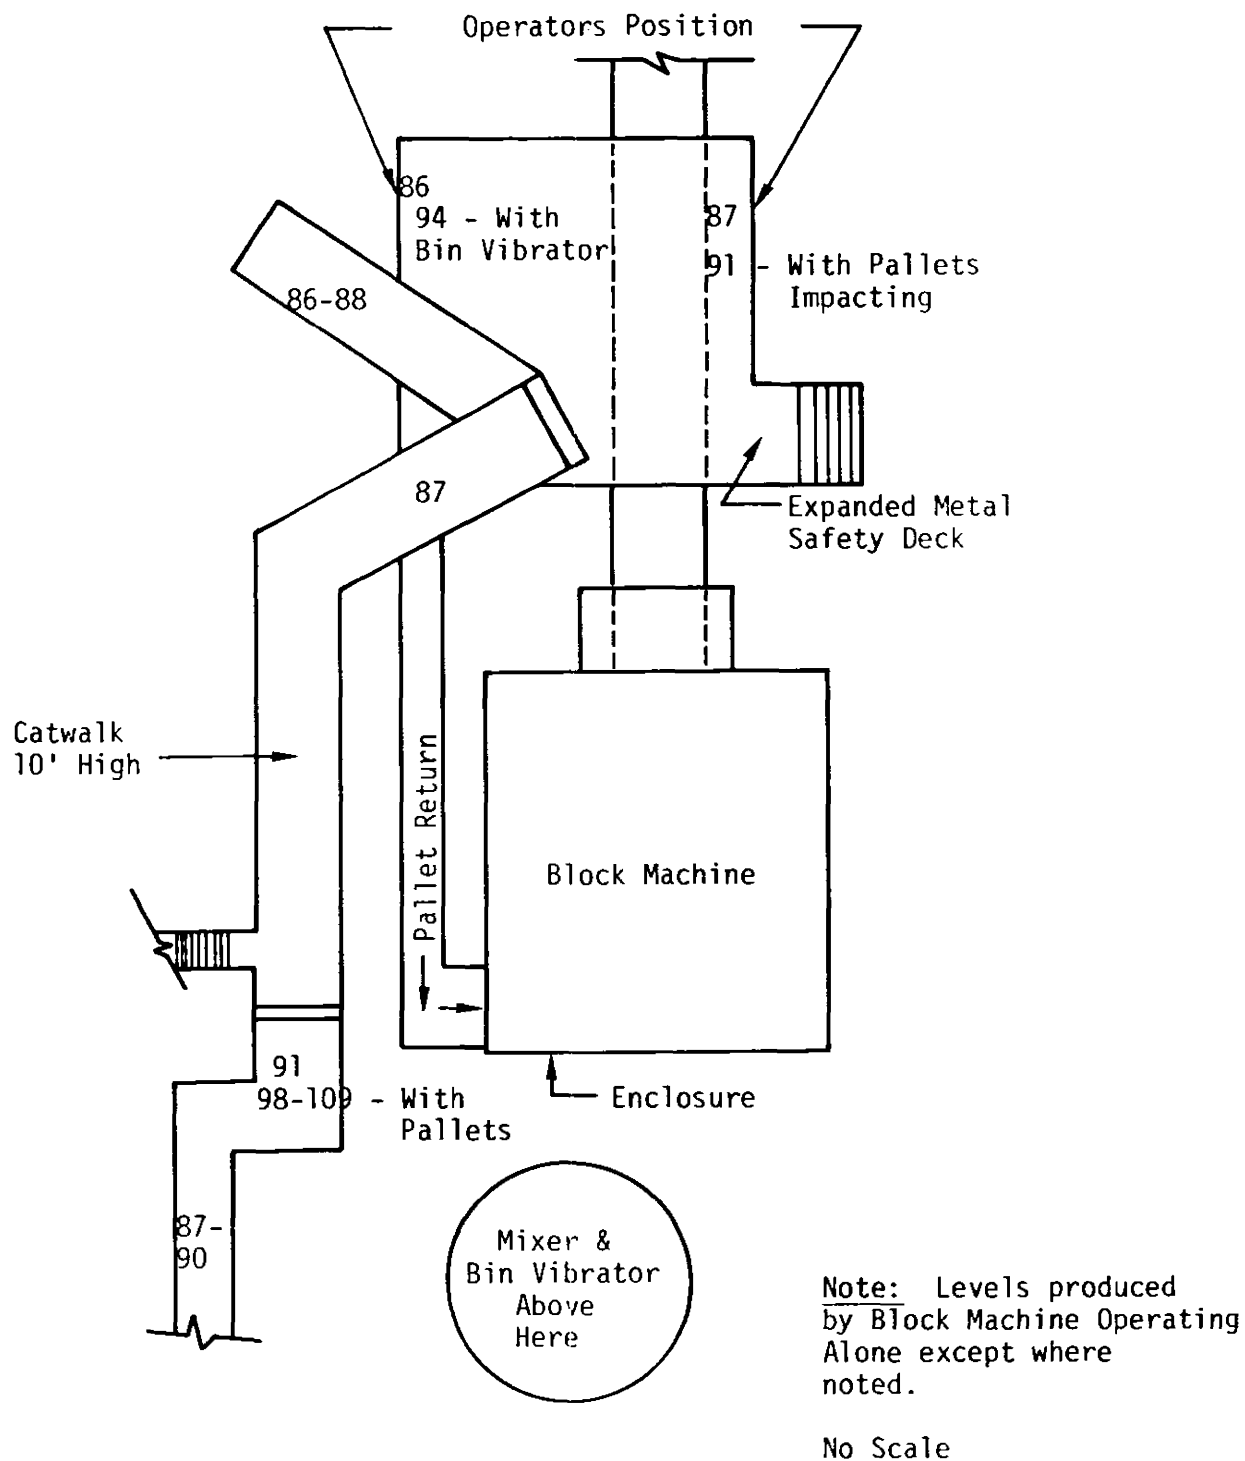 Operators Position
86
94 - With
Bin Vibrator
87
91 - With Pallets
Impacting
86-88
87
Expanded Metal
Safety Deck
Catwalk
10' High
Pallet Return
Block Machine
91
98-109 - With
Pallets
Enclosure
87-
90
Mixer &
Bin Vibrator
Above
Here
Note: Levels produced
by Block Machine Operating
Alone except where
noted.
No Scale